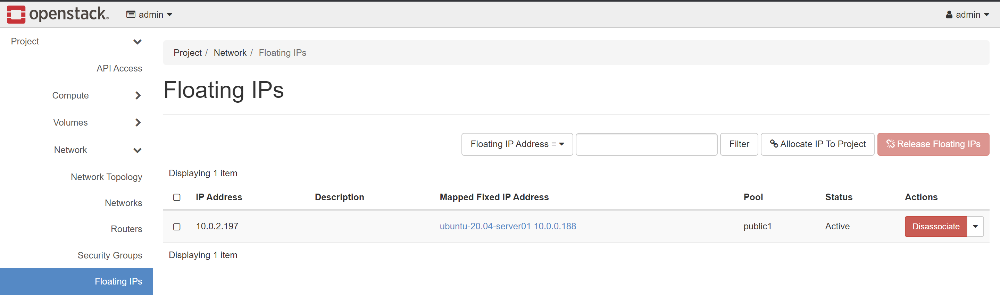 openstack.
admin
admin
Project
API Access
Compute
Volumes
Network
Network Topology
Networks
Routers
Security Groups
Floating IPs
Project / Network / Floating IPs
Floating IPs
Floating IP Address =
Filter
Allocate IP To Project
Release Floating IPs
Displaying 1 item
IP Address Description Mapped Fixed IP Address Pool Status Actions
10.0.2.197 ubuntu-20.04-server01 10.0.0.188 public1 Active Disassociate
Displaying 1 item